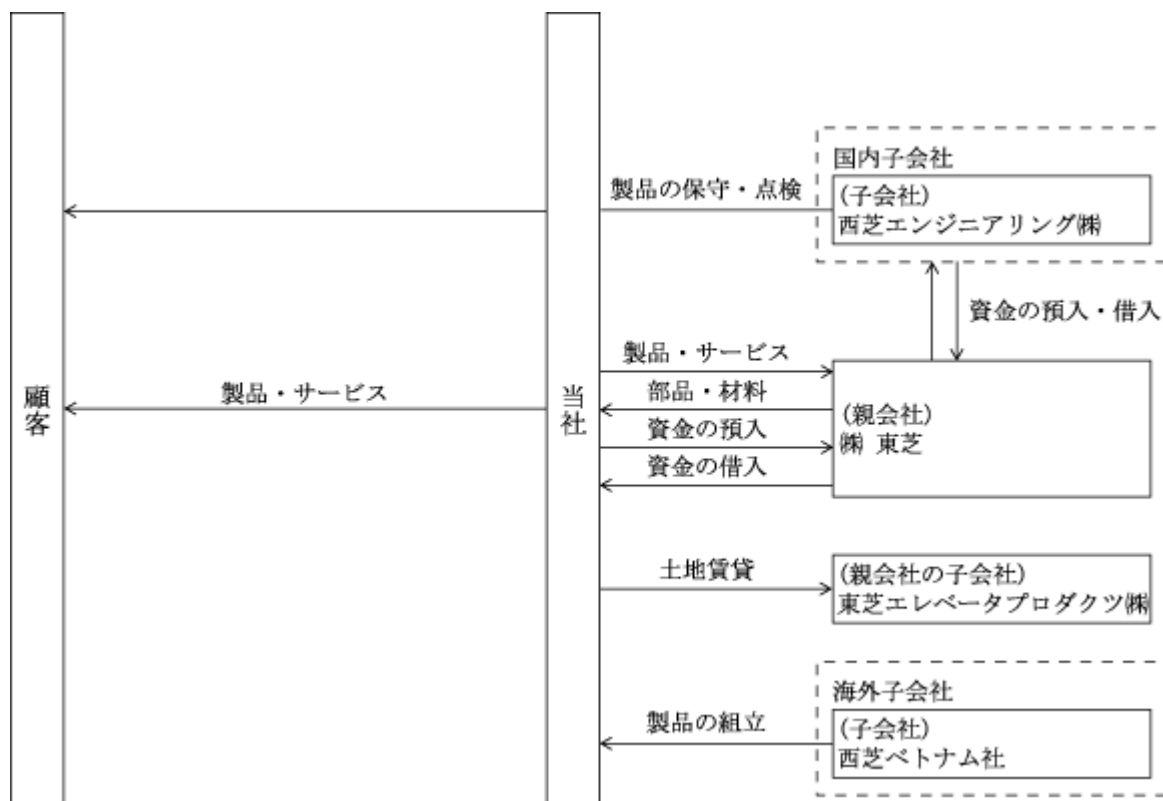 国内子会社
(子会社)
西芝エンジニアリング㈱
製品の保守・点検
資金の預入・借入
製品・サービス
部品・材料
資金の預入
資金の借入
(親会社)
㈱ 東芝
顧客
製品・サービス
当社
土地賃貸
(親会社の子会社)
東芝エレベータプロダクツ㈱
海外子会社
(子会社)
西芝ベトナム社
製品の組立